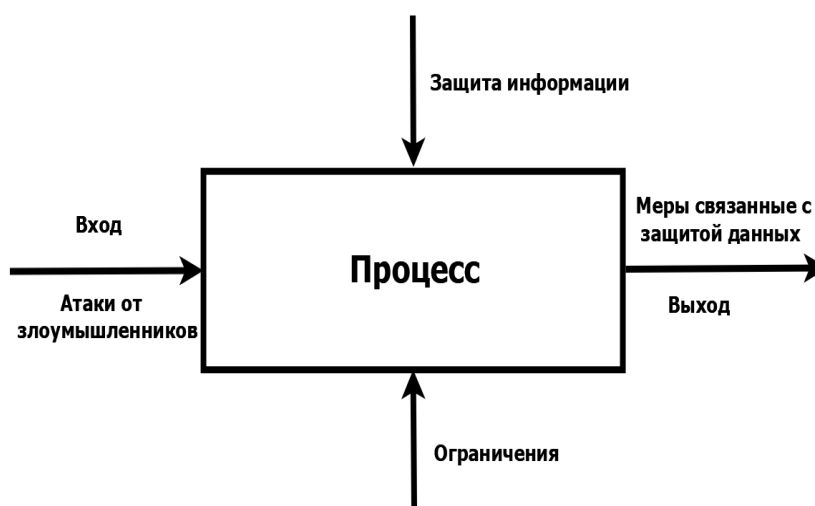 Защита информации
Вход
Атаки от
злоумышленников
Процесс
Меры связанные с
защитой данных
Выход
Ограничения